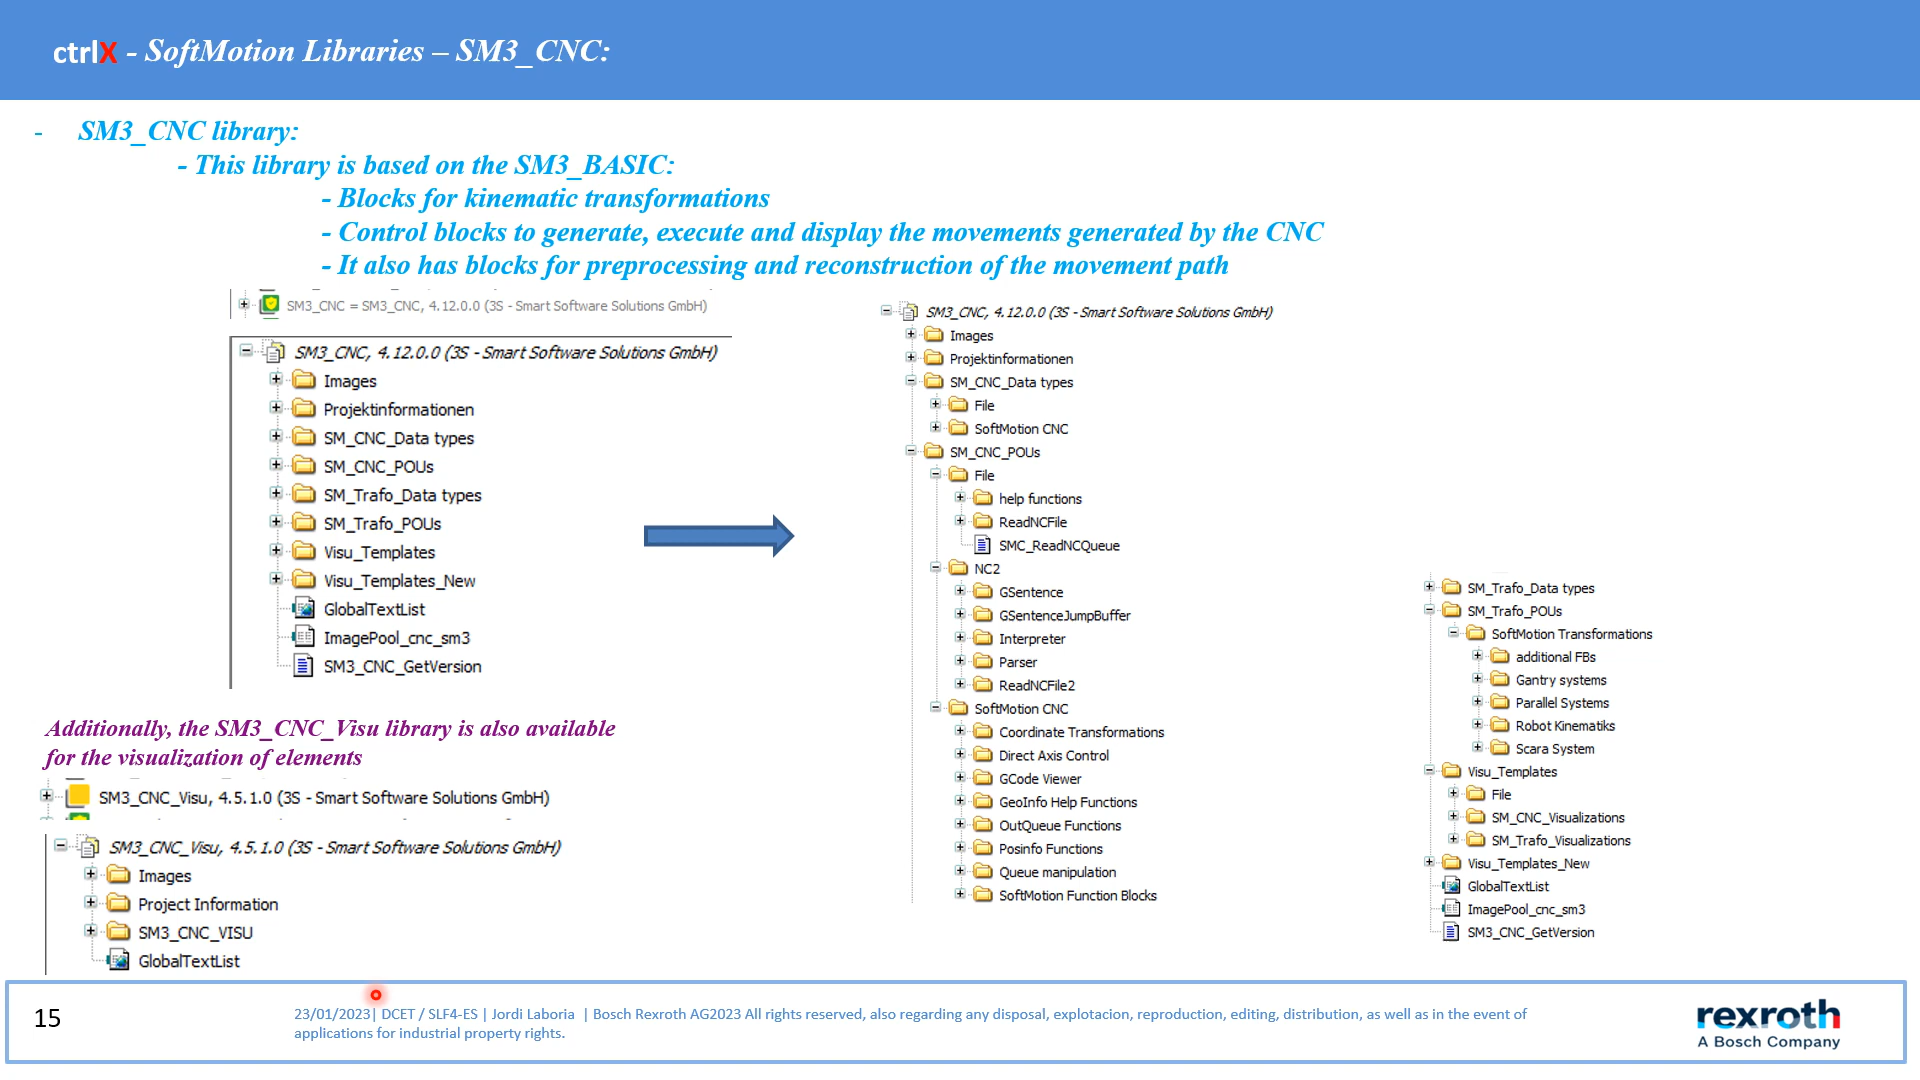 ctrlX - SoftMotion Libraries – SM3_CNC:
- SM3_CNC library:
- This library is based on the SM3_BASIC:
- Blocks for kinematic transformations
- Control blocks to generate, execute and display the movements generated by the CNC
- It also has blocks for preprocessing and reconstruction of the movement path
SM3_CNC = SM3_CNC, 4.12.0.0 (3S - Smart Software Solutions GmbH)
SM3_CNC, 4.12.0.0 (3S - Smart Software Solutions GmbH)
Images
Projektinformationen
SM_CNC_Data types
SM_CNC_POUs
SM_Trafo_Data types
SM_Trafo_POUs
Visu_Templates
Visu_Templates_New
GlobalTextList
ImagePool_cnc_sm3
SM3_CNC_GetVersion
Additionally, the SM3_CNC_Visu library is also available
for the visualization of elements
SM3_CNC_Visu, 4.5.1.0 (3S - Smart Software Solutions GmbH)
SM3_CNC_Visu, 4.5.1.0 (3S - Smart Software Solutions GmbH)
Images
Project Information
SM3_CNC_VISU
GlobalTextList
SM3_CNC, 4.12.0.0 (3S - Smart Software Solutions GmbH)
Images
Projektinformationen
SM_CNC_Data types
File
SoftMotion CNC
SM_CNC_POUs
File
help functions
ReadNCFile
SMC_ReadNCQueue
NC2
GSentence
GSentenceJumpBuffer
Interpreter
Parser
ReadNCFile2
SoftMotion CNC
Coordinate Transformations
Direct Axis Control
GCode Viewer
GeoInfo Help Functions
OutQueue Functions
Posinfo Functions
Queue manipulation
SoftMotion Function Blocks
SM_Trafo_Data types
SM_Trafo_POUs
SoftMotion Transformations
additional FBs
Gantry systems
Parallel Systems
Robot Kinematiks
Scara System
Visu_Templates
File
SM_CNC_Visualizations
SM_Trafo_Visualizations
Visu_Templates_New
GlobalTextList
ImagePool_cnc_sm3
SM3_CNC_GetVersion
15
23/01/2023| DCET / SLF4-ES | Jordi Laboria | Bosch Rexroth AG2023 All rights reserved, also regarding any disposal, explotacion, reproduction, editing, distribution, as well as in the event of
applications for industrial property rights.
rexroth
A Bosch Company